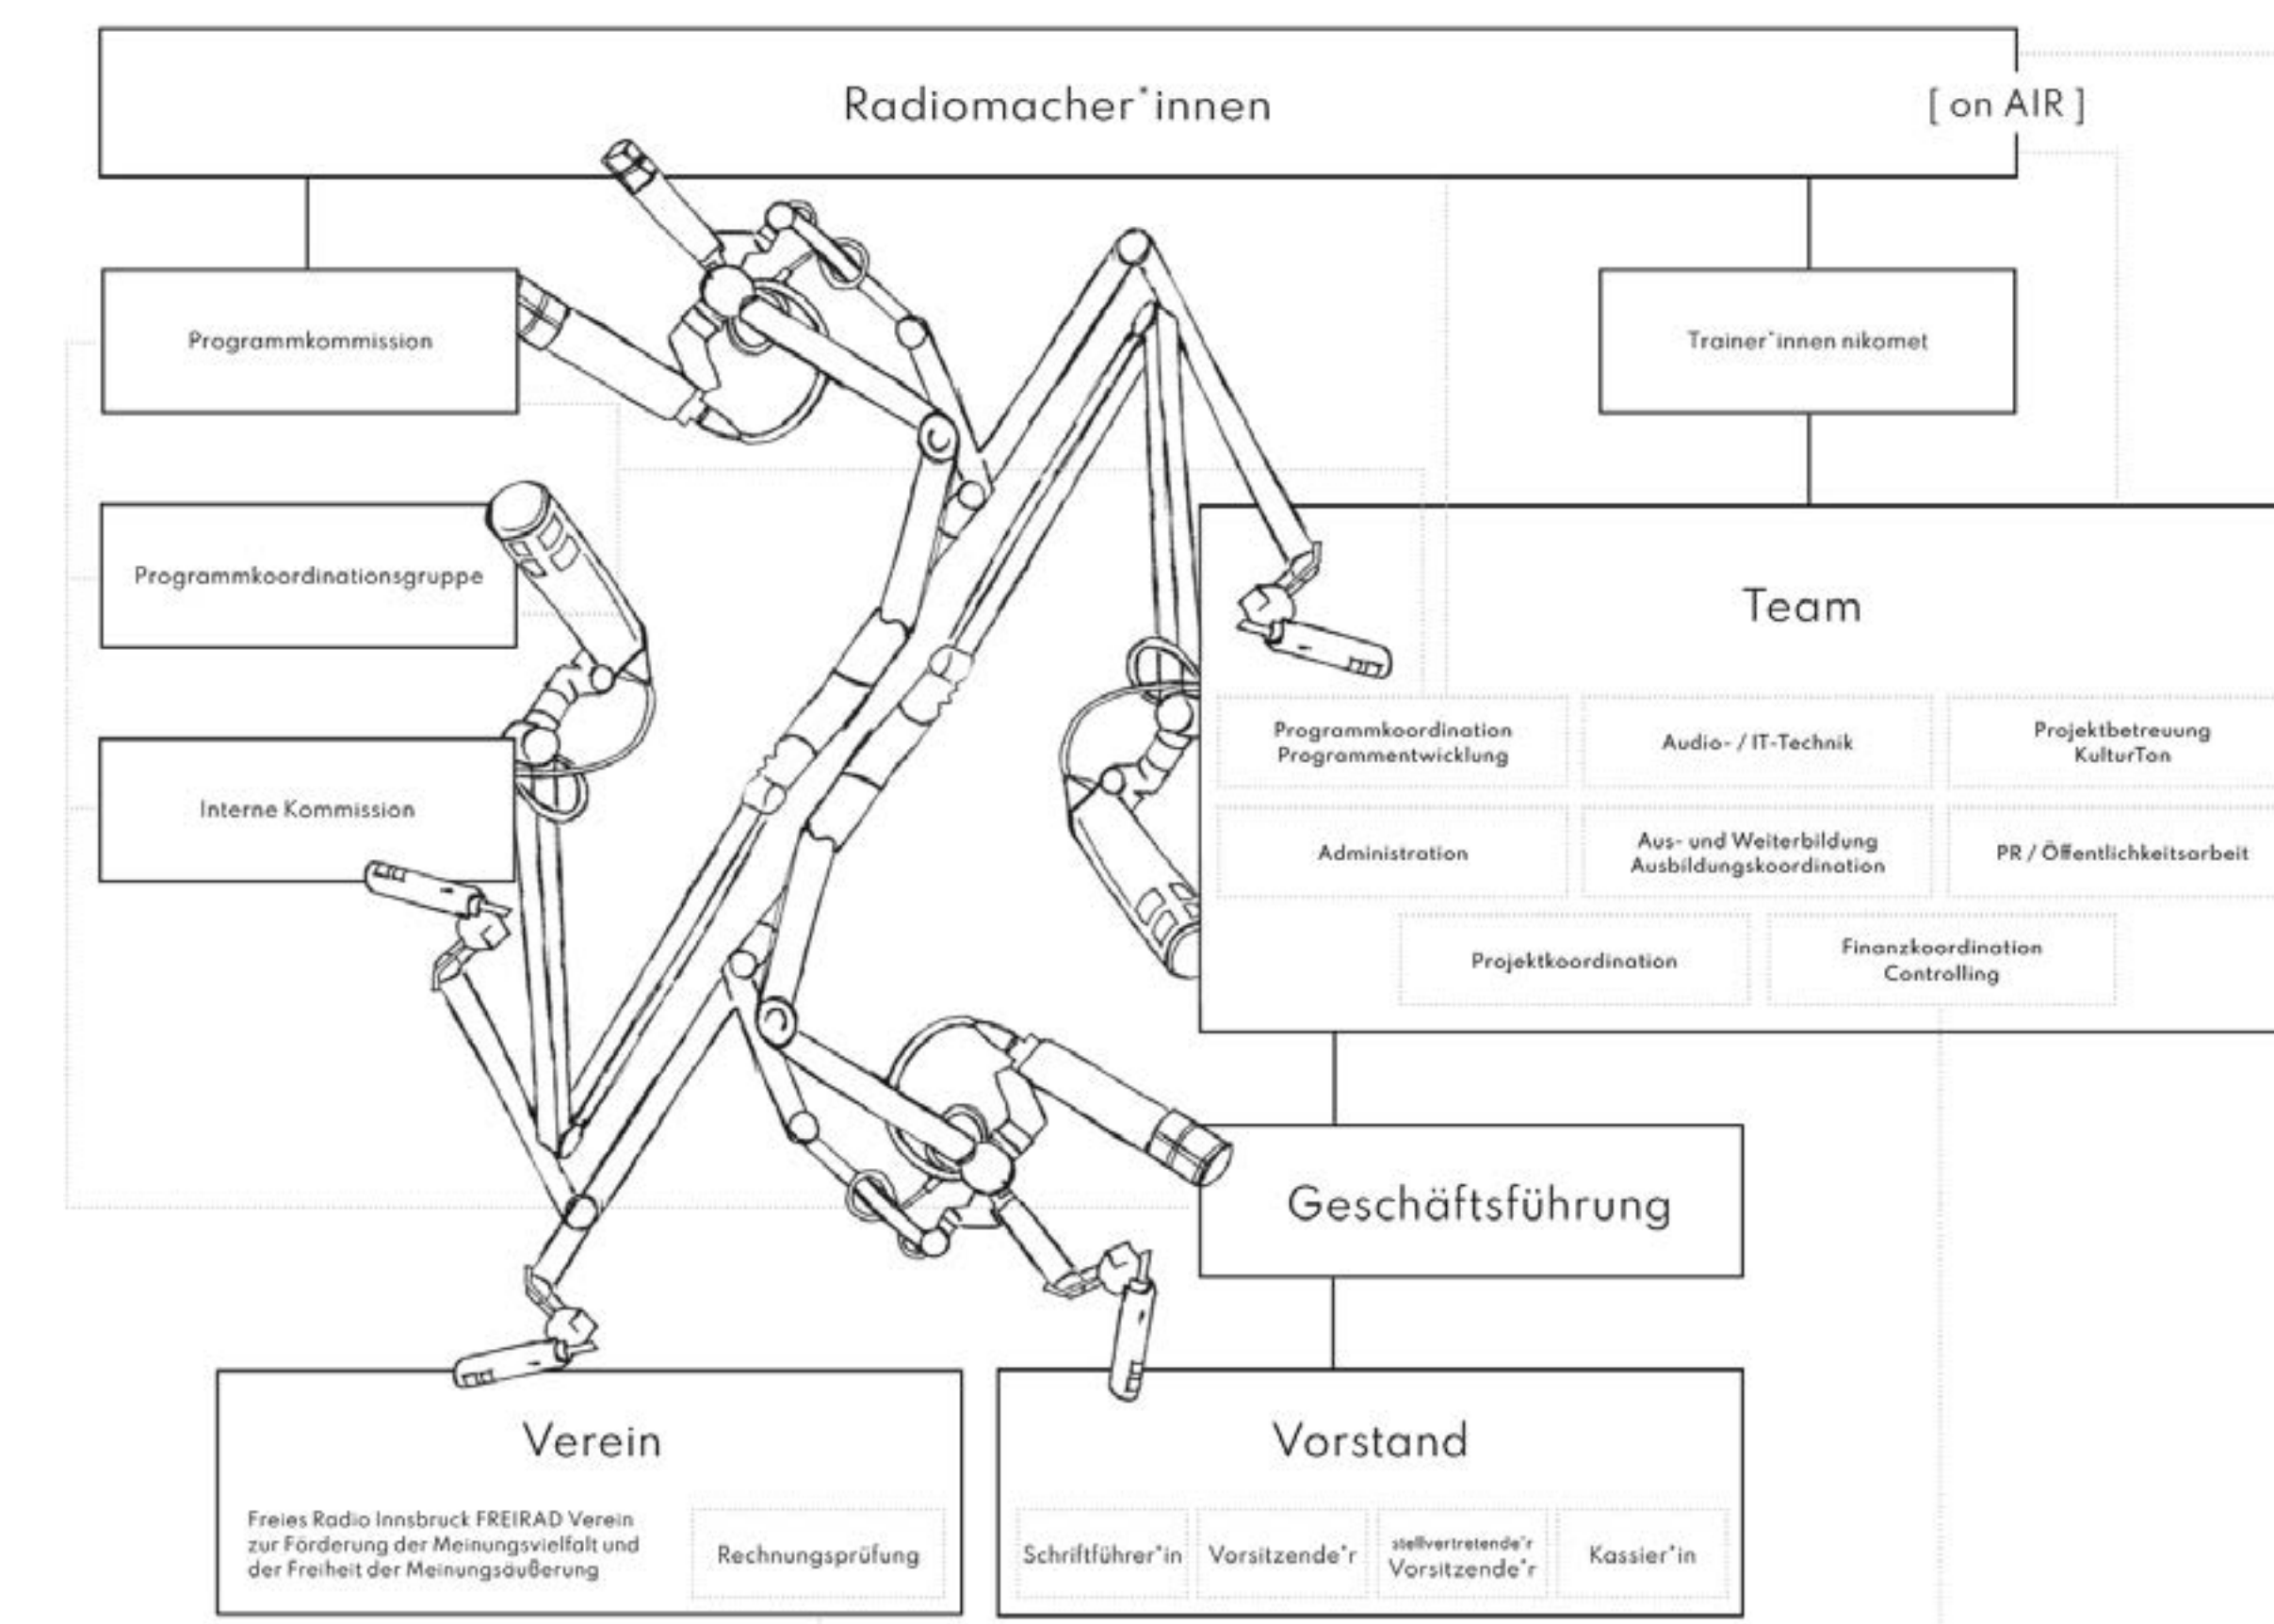 Radiomacher*innen
[ on AIR ]
Programmkommission
Trainer*innen nikomet
Programmkoordinationsgruppe
Team
Interne Kommission
Programmkoordination
Programmentwicklung
Audio- / IT-Technik
Projektbetreuung
KulturTon
Administration
Aus- und Weiterbildung
Ausbildungskoordination
PR / Öffentlichkeitsarbeit
Projektkoordination
Finanzkoordination
Controlling
Geschäftsführung
Verein
Freies Radio Innsbruck FREIRAD Verein
zur Förderung der Meinungsvielfalt und
der Freiheit der Meinungsäußerung
Rechnungsprüfung
Vorstand
Schriftführer*in
Vorsitzende*r
stellvertretende*r
Vorsitzende*r
Kassier*in